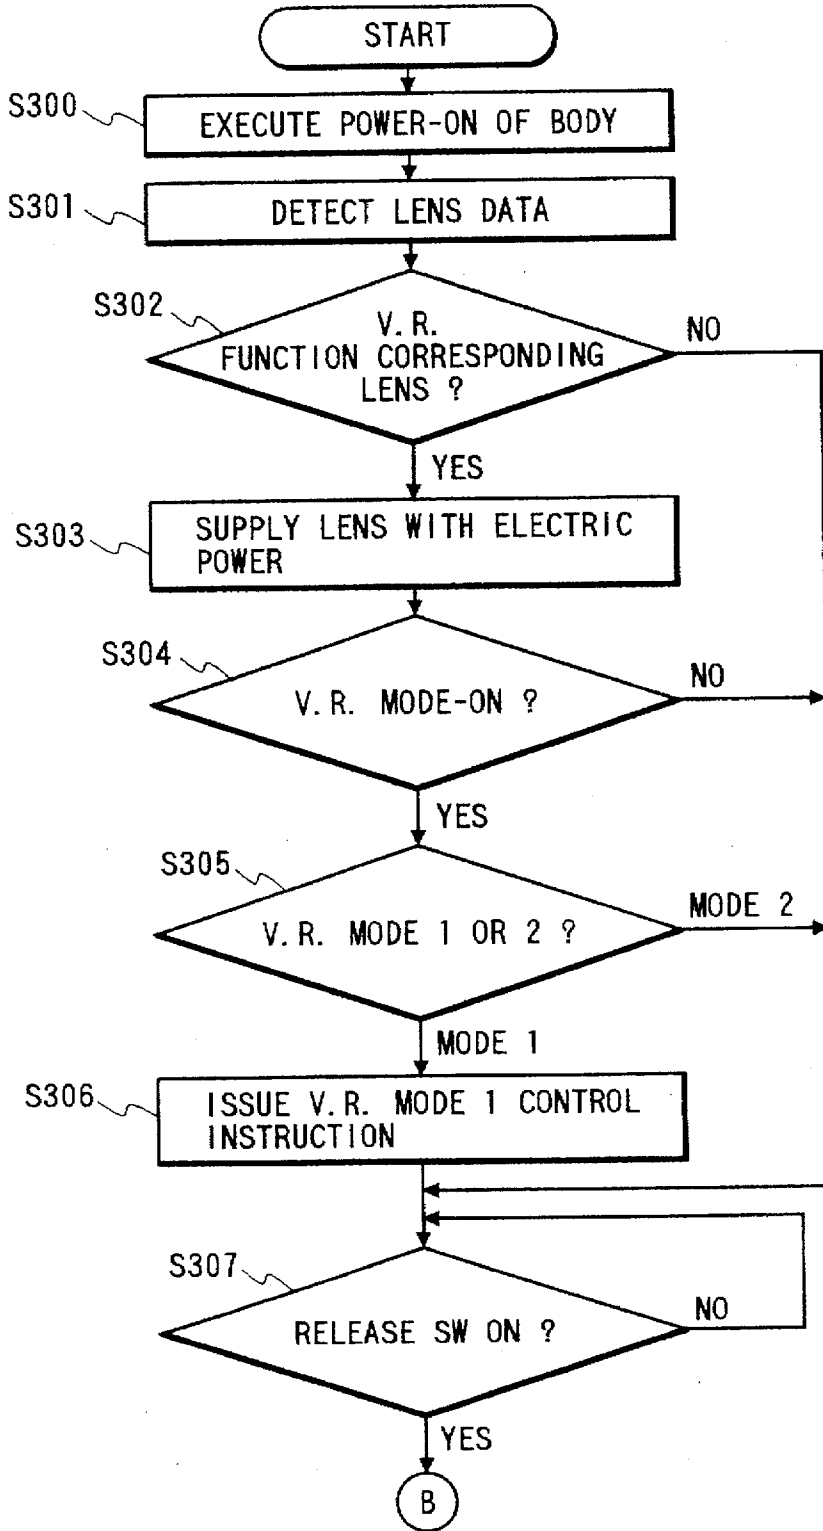 START
S300
EXECUTE POWER-ON OF BODY
S301
DETECT LENS DATA
S302
V.R.
FUNCTION CORRESPONDING
LENS ?
NO
YES
S303
SUPPLY LENS WITH ELECTRIC
POWER
S304
V.R. MODE-ON ?
NO
YES
S305
V.R. MODE 1 OR 2 ?
MODE 2
MODE 1
S306
ISSUE V.R. MODE 1 CONTROL
INSTRUCTION
S307
RELEASE SW ON ?
NO
YES
B